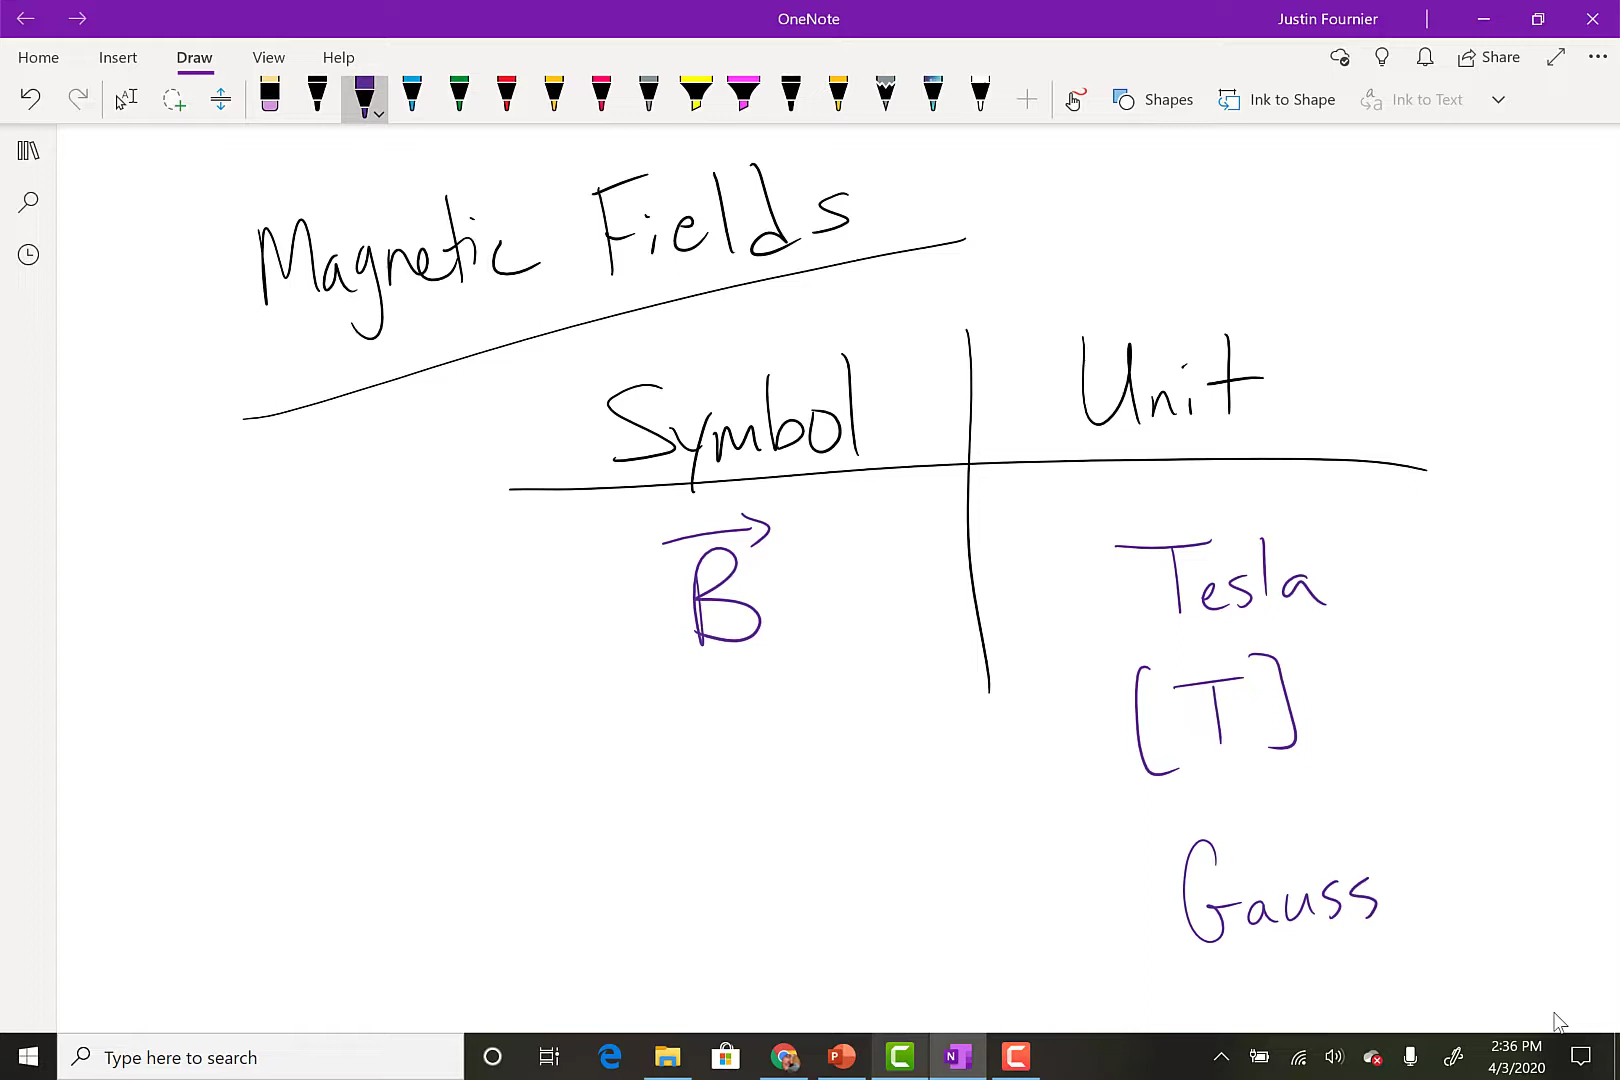 OneNote
Justin Fournier
Home Insert Draw View Help
Share
Shapes
Ink to Shape
Ink to Text
Magnetic Fields
Symbol Unit
B
Tesla
[T]
Gauss
Type here to search
2:36 PM
4/3/2020